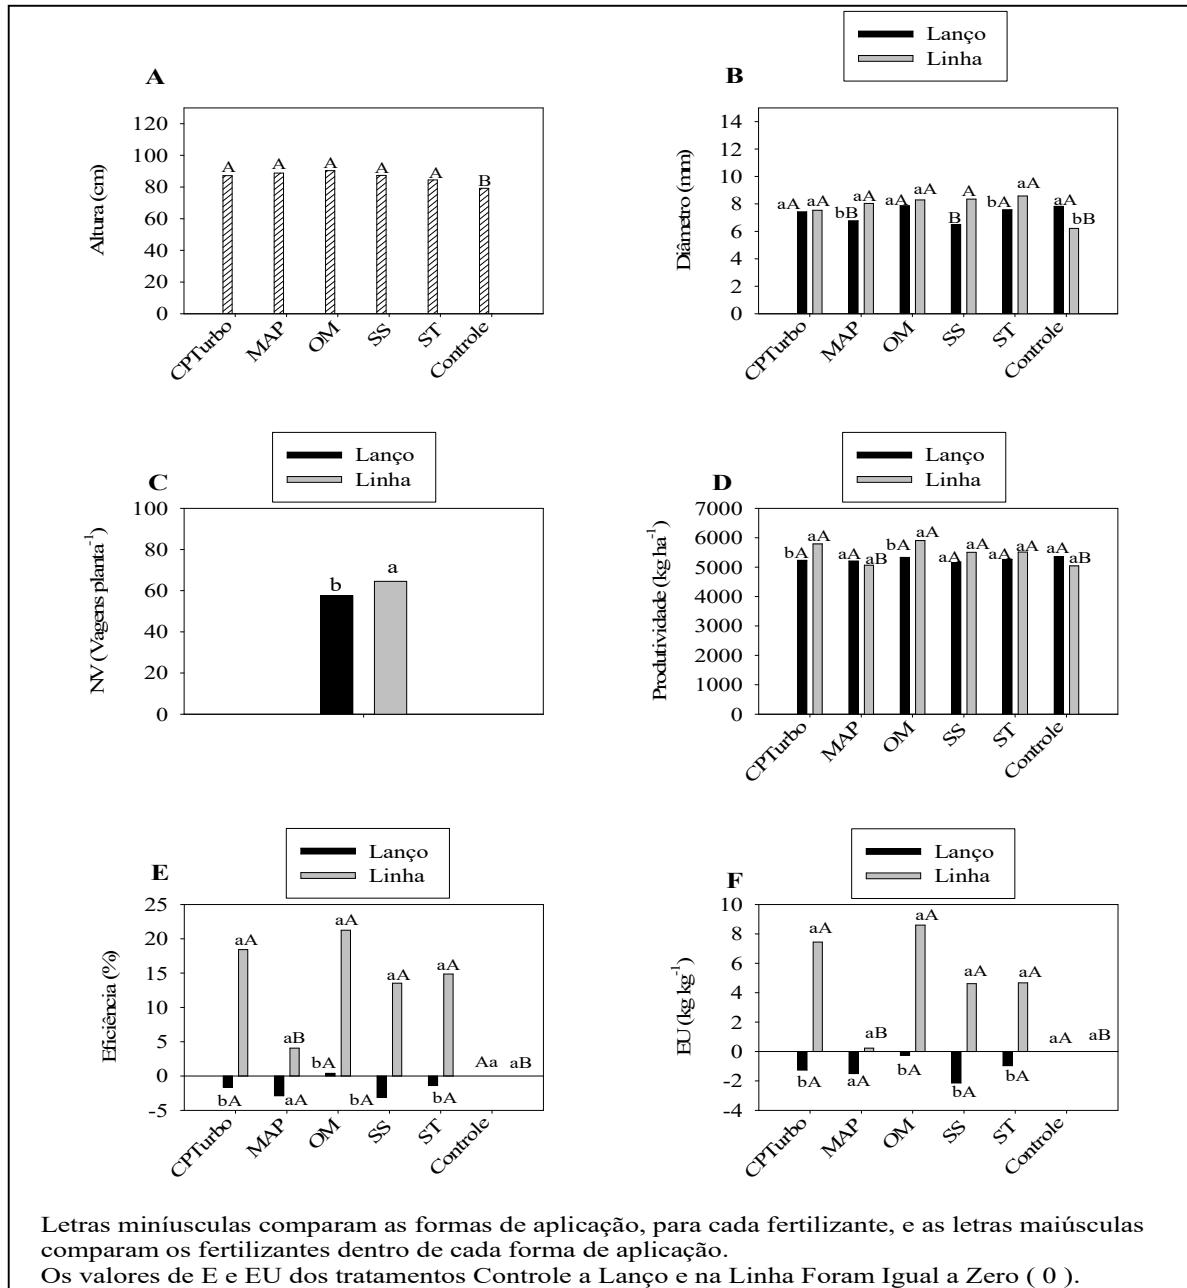 Lanço
Linha
A
Altura (cm)
120
100
80
60
40
20
0
A
A
A
A
A
B
CPTurbo
MAP
OM
SS
ST
Controle
B
Diâmetro (mm)
14
12
10
8
6
4
2
0
aA
aA
bB
aA
aA
aA
B
A
bA
aA
aA
bB
CPTurbo
MAP
OM
SS
ST
Controle
Lanço
Linha
C
NV (Vagens planta-1)
100
80
60
40
20
0
b
a
Lanço
Linha
D
Produtividade (kg ha-1)
7000
6000
5000
4000
3000
2000
1000
0
bA
aA
aA
aB
bA
aA
aA
aA
aA
aA
aA
aB
CPTurbo
MAP
OM
SS
ST
Controle
Lanço
Linha
E
Eficiência (%)
25
20
15
10
5
0
-5
bA
aA
aA
aB
bA
aA
bA
aA
bA
aA
Aa
aB
CPTurbo
MAP
OM
SS
ST
Controle
Lanço
Linha
F
EU (kg kg-1)
10
8
6
4
2
0
-2
-4
bA
aA
aA
aB
bA
aA
bA
aA
bA
aA
aA
aB
CPTurbo
MAP
OM
SS
ST
Controle
Letras miníusculas comparam as formas de aplicação, para cada fertilizante, e as letras maiúsculas
comparam os fertilizantes dentro de cada forma de aplicação.
Os valores de E e EU dos tratamentos Controle a Lanço e na Linha Foram Igual a Zero ( 0 ).